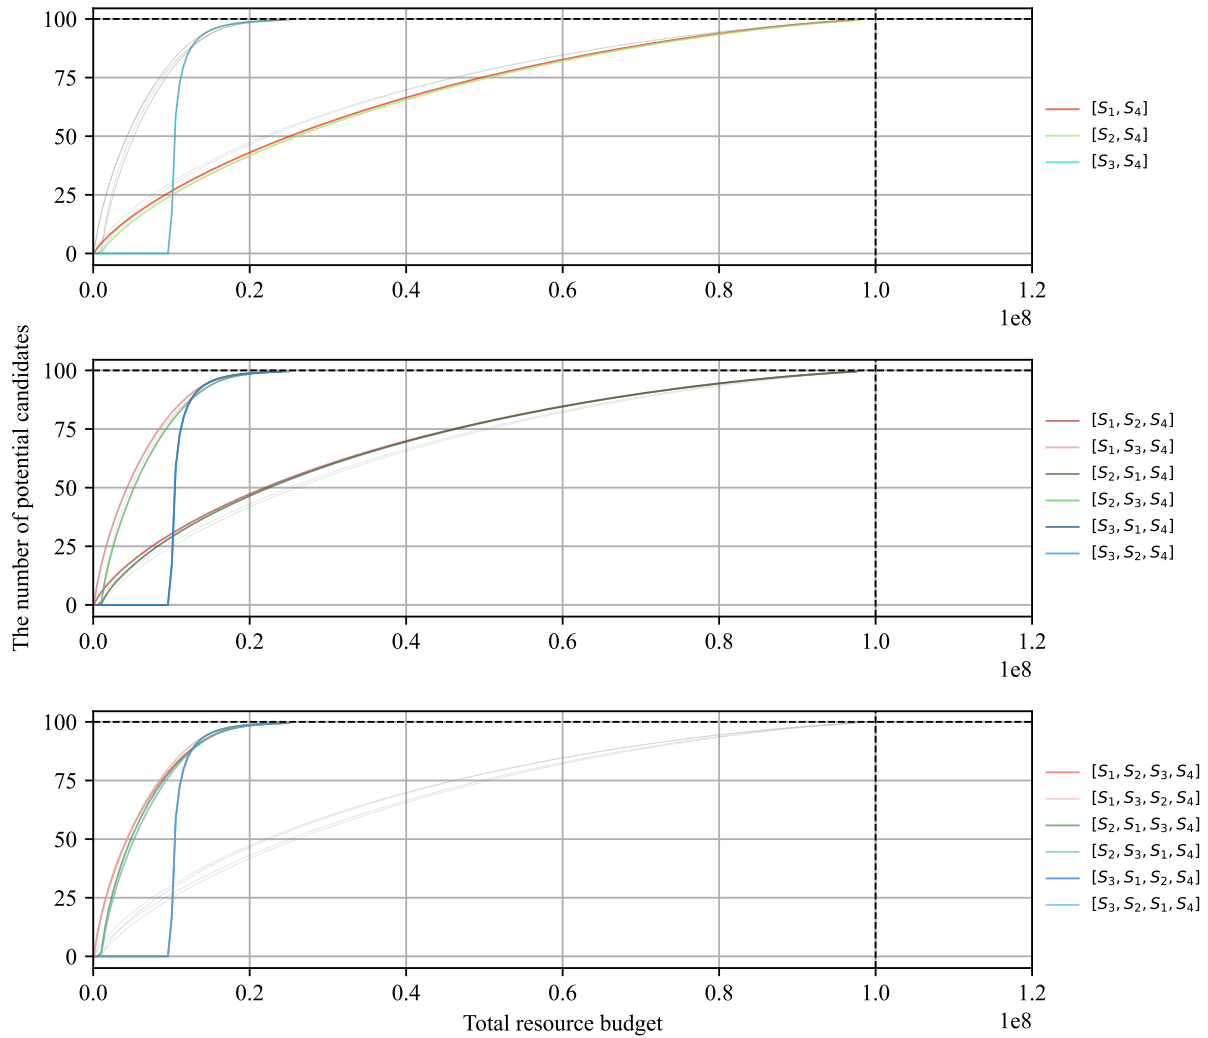 100
75
50
25
0
0.0 0.2 0.4 0.6 0.8 1.0 1.2
1e8
[S₁, S₄]
[S₂, S₄]
[S₃, S₄]
The number of potential candidates
100
75
50
25
0
0.0 0.2 0.4 0.6 0.8 1.0 1.2
1e8
[S₁, S₂, S₄]
[S₁, S₃, S₄]
[S₂, S₁, S₄]
[S₂, S₃, S₄]
[S₃, S₁, S₄]
[S₃, S₂, S₄]
100
75
50
25
0
0.0 0.2 0.4 0.6 0.8 1.0 1.2
Total resource budget
1e8
[S₁, S₂, S₃, S₄]
[S₁, S₃, S₂, S₄]
[S₂, S₁, S₃, S₄]
[S₂, S₃, S₁, S₄]
[S₃, S₁, S₂, S₄]
[S₃, S₂, S₁, S₄]